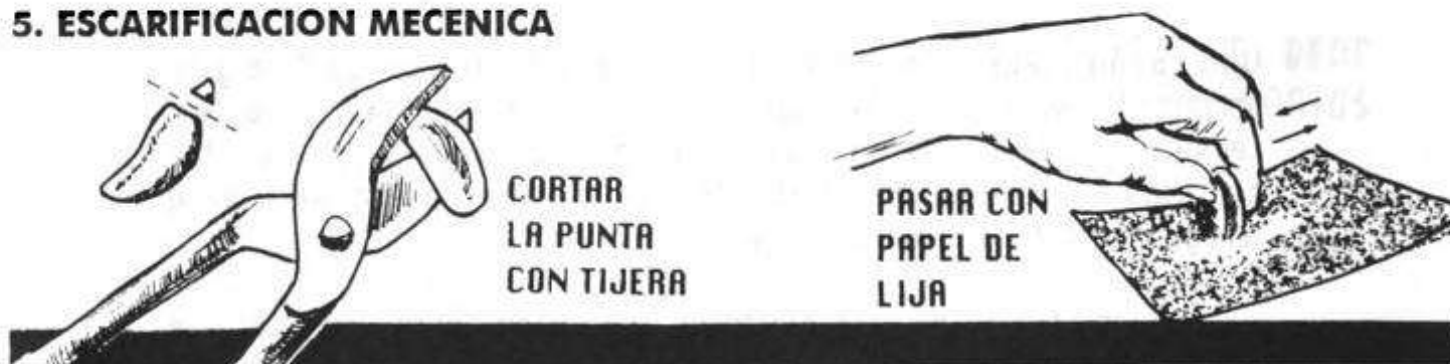 5. ESCARIFICACION MECENICA
CORTAR
LA PUNTA
CON TIJERA
PASAR CON
PAPEL DE
LIJA